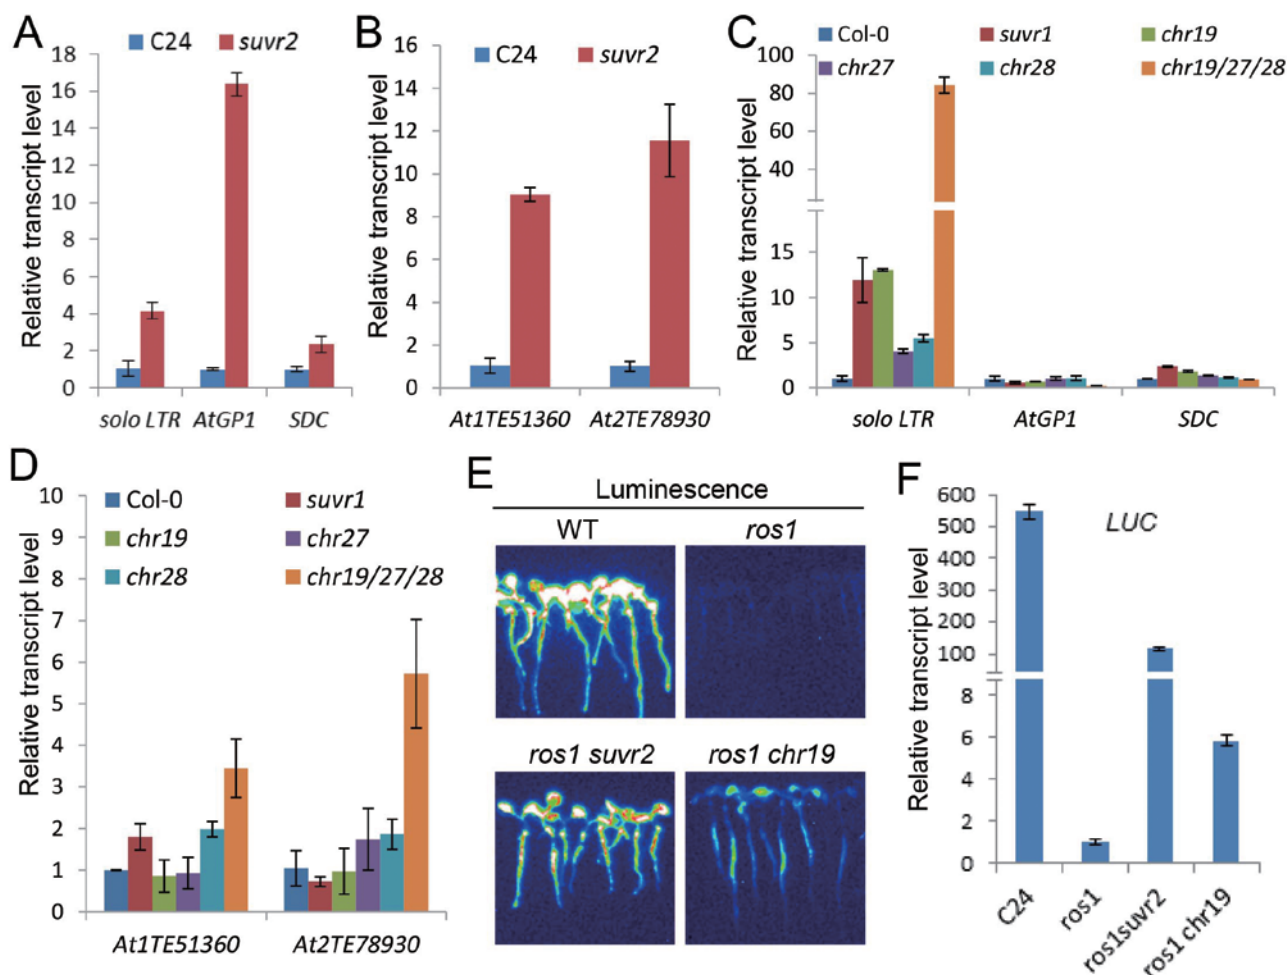 A
C24 suvr2
Relative transcript level
18
16
14
12
10
8
6
4
2
0
solo LTR AtGP1 SDC
B
C24 suvr2
Relative transcript level
16
14
12
10
8
6
4
2
0
At1TE51360 At2TE78930
C
Col-0 suvr1 chr19
chr27 chr28 chr19/27/28
Relative transcript level
100
80
60
40
15
10
5
0
solo LTR AtGP1 SDC
D
Col-0 suvr1
chr19 chr27
chr28 chr19/27/28
Relative transcript level
10
9
8
7
6
5
4
3
2
1
0
At1TE51360 At2TE78930
E
Luminescence
WT ros1
ros1 suvr2 ros1 chr19
F
LUC
Relative transcript level
600
500
400
300
200
100
8
6
4
2
0
C24
ros1
ros1suvr2
ros1 chr19